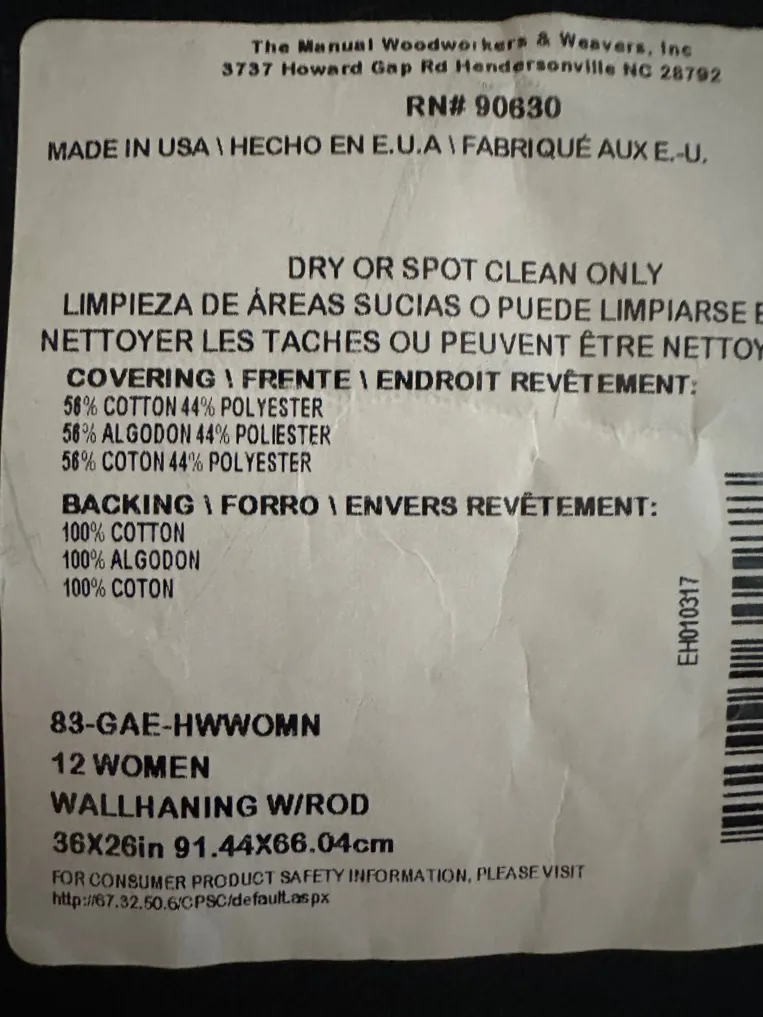 The Manual Woodworkers & Weavers, Inc
3737 Howard Gap Rd Hendersonville NC 28792
RN# 90630
MADE IN USA \ HECHO EN E.U.A \ FABRIQUÉ AUX E.-U.
DRY OR SPOT CLEAN ONLY
LIMPIEZA DE ÁREAS SUCIAS O PUEDE LIMPIARSE E
NETTOYER LES TACHES OU PEUVENT ÊTRE NETTOY
COVERING \ FRENTE \ ENDROIT REVÊTEMENT:
56% COTTON 44% POLYESTER
56% ALGODON 44% POLIESTER
56% COTON 44% POLYESTER
BACKING \ FORRO \ ENVERS REVÊTEMENT:
100% COTTON
100% ALGODON
100% COTON
EH010317
83-GAE-HWWOMN
12 WOMEN
WALLHANING W/ROD
36X26in 91.44X66.04cm
FOR CONSUMER PRODUCT SAFETY INFORMATION, PLEASE VISIT
http://67.32.50.6/CPSC/default.aspx